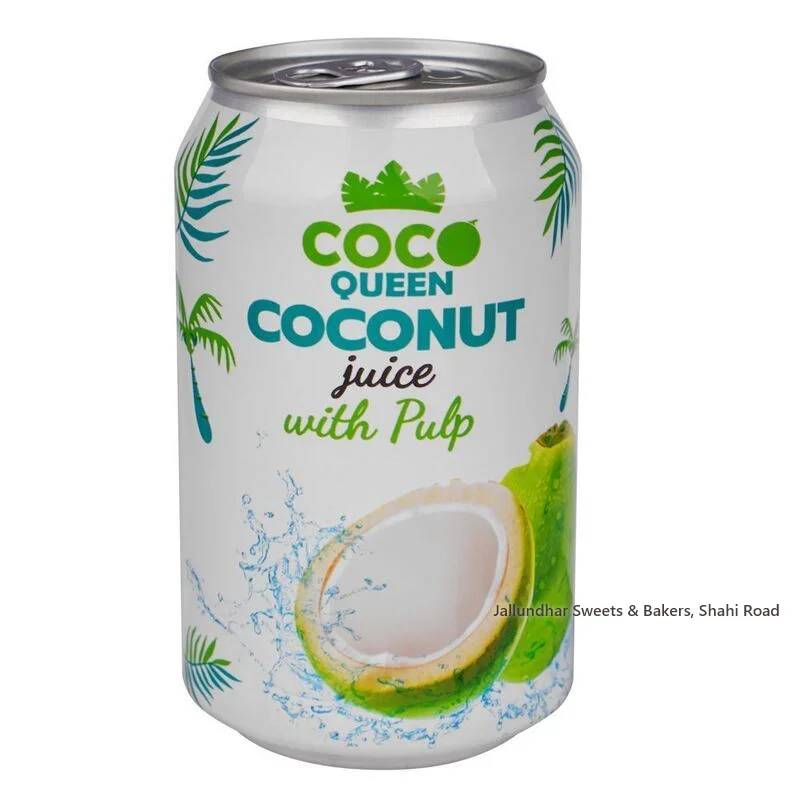 COCO
QUEEN
COCONUT
juice
with Pulp
Jallundhar Sweets & Bakers, Shahi Road